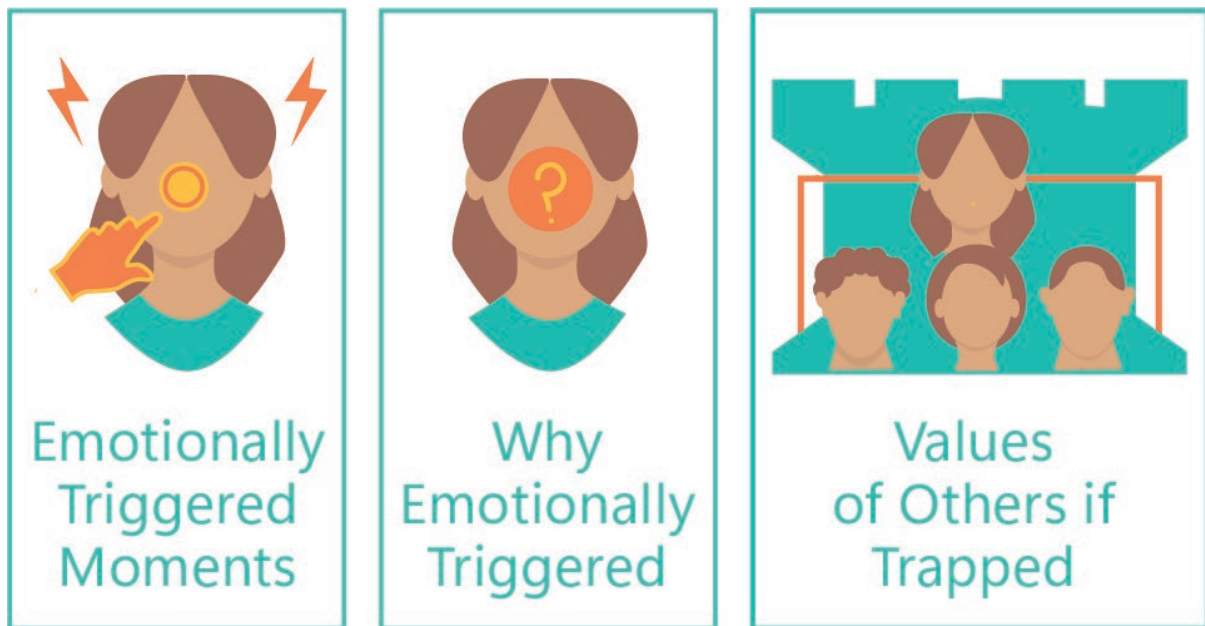 ?
Emotionally
Triggered
Moments
Why
Emotionally
Triggered
Values
of Others if
Trapped